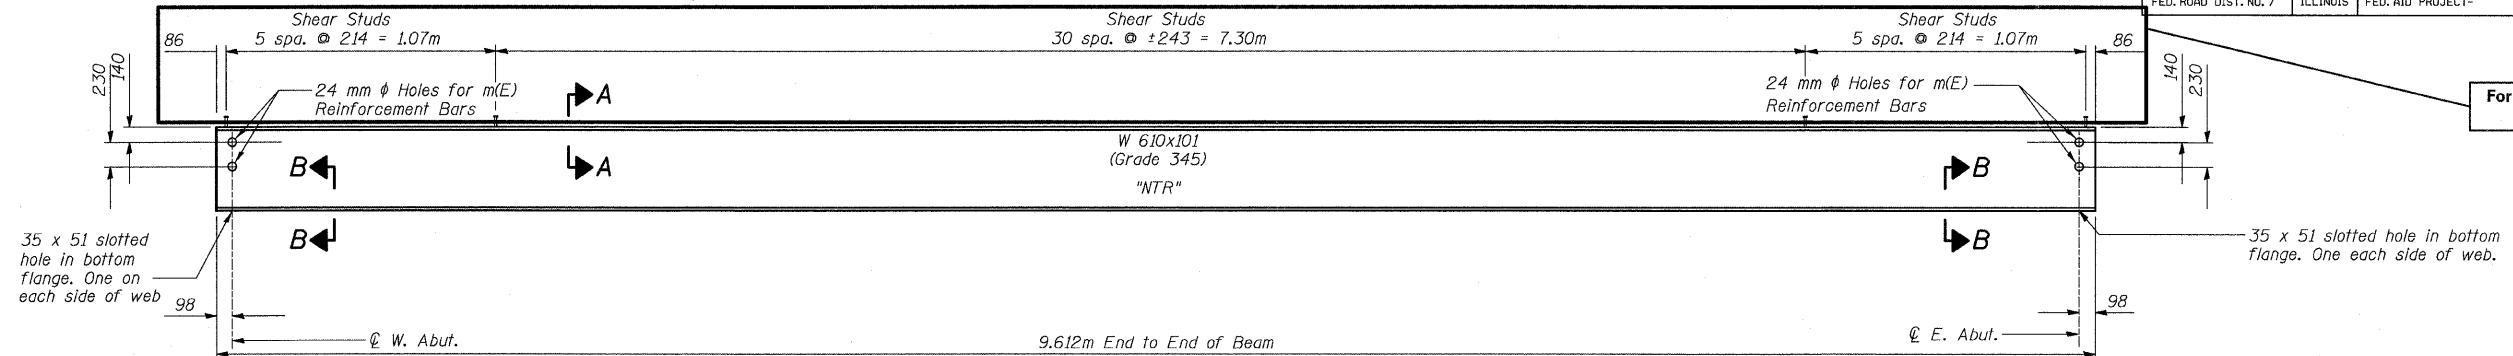 FED. ROAD DIST. NO. 7 ILLINOIS FED. AID PROJECT-
Shear Studs
5 spa. @ 214 = 1.07m
Shear Studs
30 spa. @ ±243 = 7.30m
Shear Studs
5 spa. @ 214 = 1.07m
86
86
230
140
140
230
24 mm ϕ Holes for m(E)
Reinforcement Bars
A
24 mm ϕ Holes for m(E)
Reinforcement Bars
For
W 610x101
(Grade 345)
"NTR"
B
A
B
B
B
35 x 51 slotted
hole in bottom
flange. One on
each side of web
35 x 51 slotted hole in bottom
flange. One each side of web.
98
98
℄ W. Abut.
9.612m End to End of Beam
℄ E. Abut.